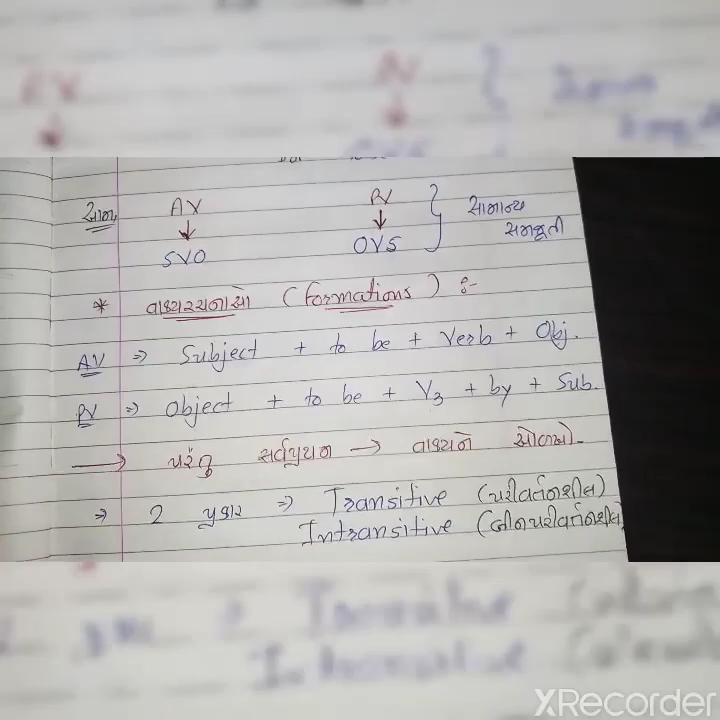 આમ AV PV } સામાન્ય
↓ ↓ સમજૂતી
SVO OVS
* વાક્યરચનાઓ (Formations) :-
AV ⇒ Subject + to be + Verb + Obj.
PV ⇒ Object + to be + V3 + by + Sub.
→ પરંતુ સર્વપ્રથમ → વાક્યને ઓળખો.
⇒ 2 પ્રકાર ⇒ Transitive (પરીવર્તનશીલ)
Intransitive (બીનપરીવર્તનશીલ)
XRecorder